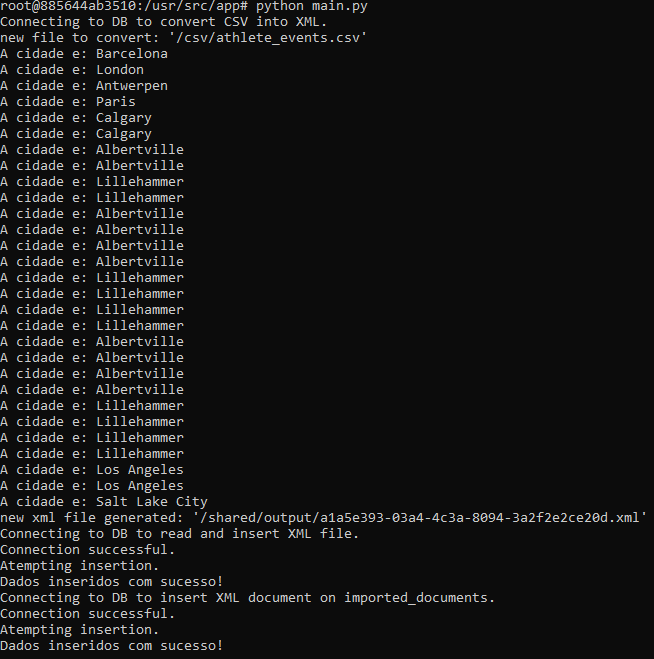 root@885644ab3510:/usr/src/app# python main.py
Connecting to DB to convert CSV into XML.
new file to convert: '/csv/athlete_events.csv'
A cidade e: Barcelona
A cidade e: London
A cidade e: Antwerpen
A cidade e: Paris
A cidade e: Calgary
A cidade e: Calgary
A cidade e: Albertville
A cidade e: Albertville
A cidade e: Lillehammer
A cidade e: Lillehammer
A cidade e: Albertville
A cidade e: Albertville
A cidade e: Albertville
A cidade e: Albertville
A cidade e: Lillehammer
A cidade e: Lillehammer
A cidade e: Lillehammer
A cidade e: Lillehammer
A cidade e: Albertville
A cidade e: Albertville
A cidade e: Albertville
A cidade e: Albertville
A cidade e: Lillehammer
A cidade e: Lillehammer
A cidade e: Lillehammer
A cidade e: Lillehammer
A cidade e: Los Angeles
A cidade e: Los Angeles
A cidade e: Salt Lake City
new xml file generated: '/shared/output/a1a5e393-03a4-4c3a-8094-3a2f2e2ce20d.xml'
Connecting to DB to read and insert XML file.
Connection successful.
Atempting insertion.
Dados inseridos com sucesso!
Connecting to DB to insert XML document on imported_documents.
Connection successful.
Atempting insertion.
Dados inseridos com sucesso!